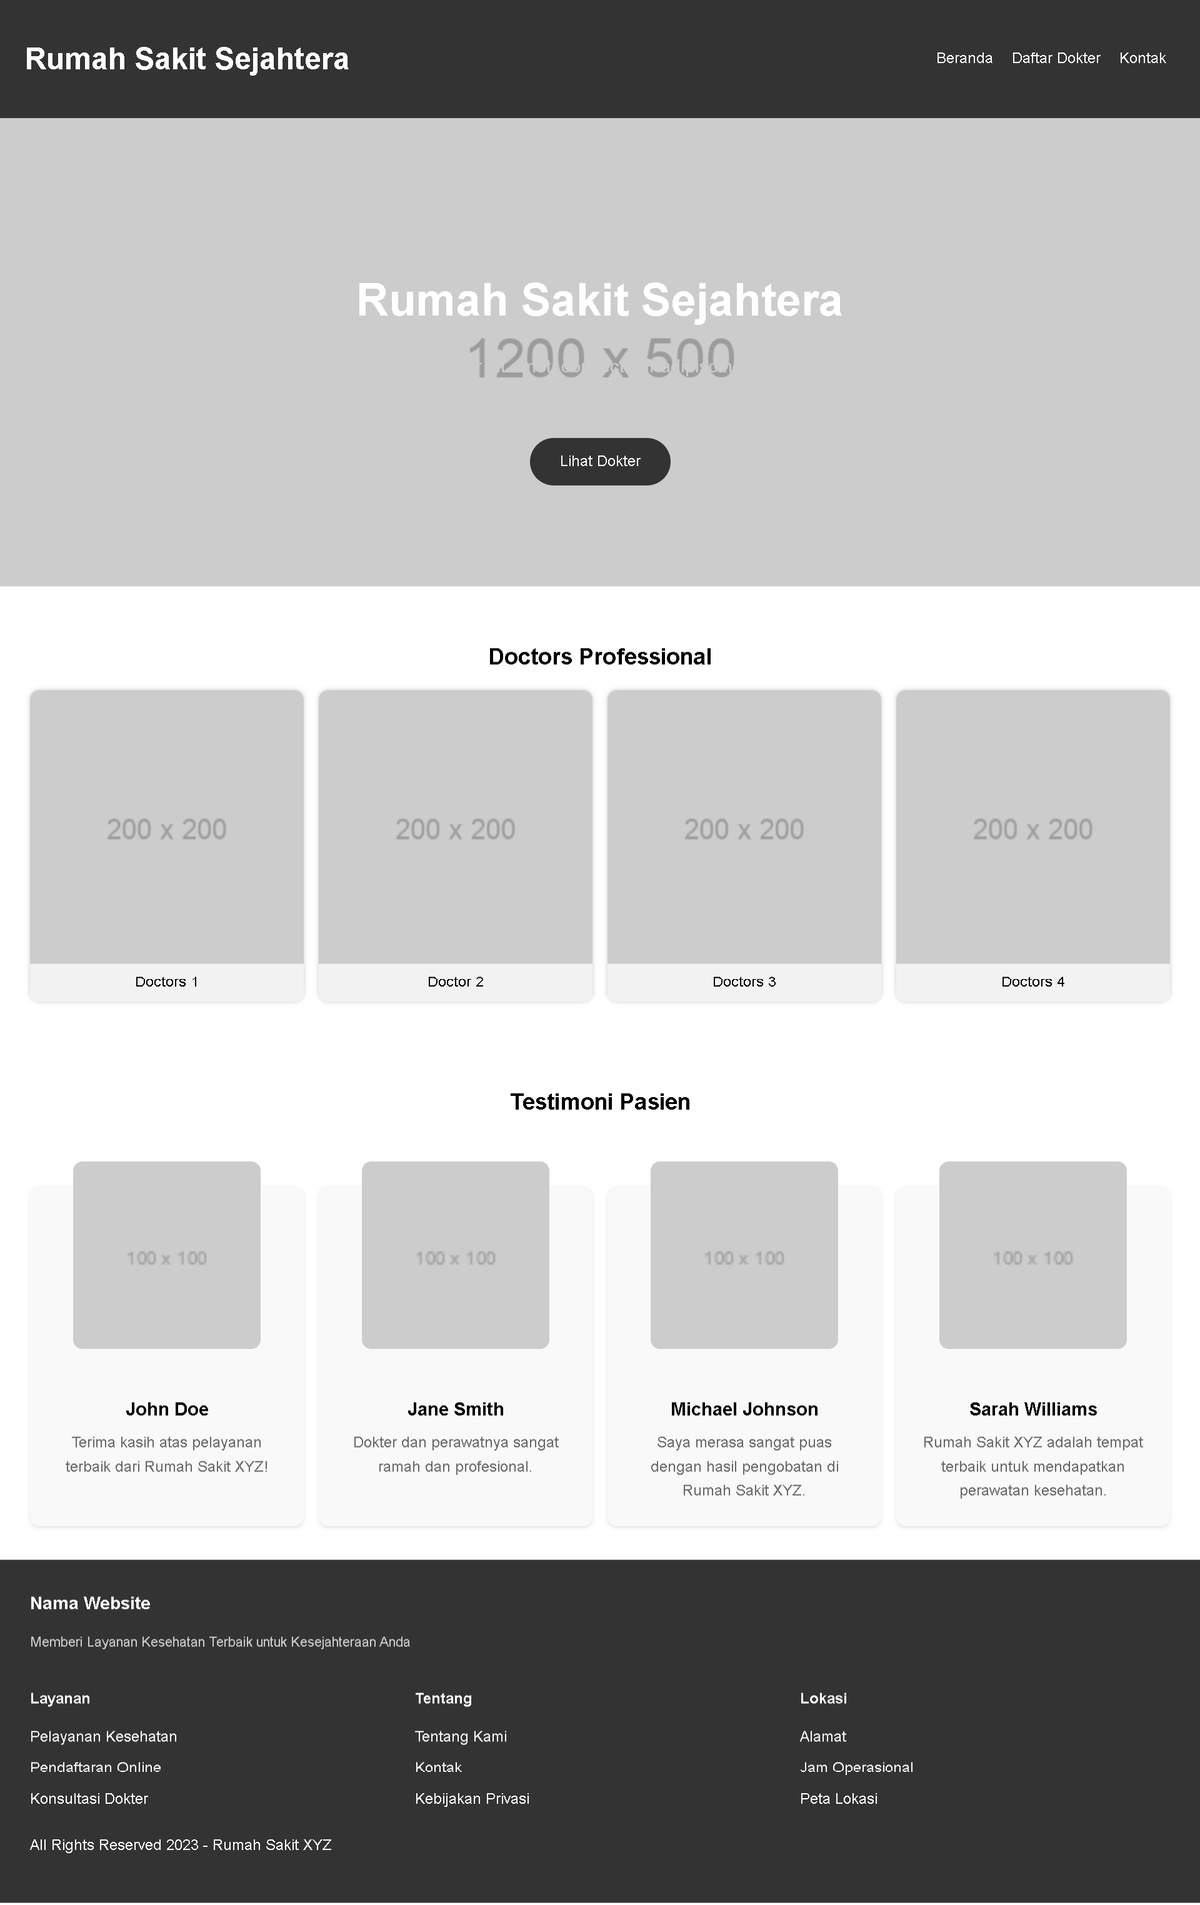 Rumah Sakit Sejahtera
Beranda Daftar Dokter Kontak
Rumah Sakit Sejahtera
1200 x 500
Lihat Dokter
Doctors Professional
200 x 200 200 x 200 200 x 200 200 x 200
Doctors 1 Doctor 2 Doctors 3 Doctors 4
Testimoni Pasien
100 x 100 100 x 100 100 x 100 100 x 100
John Doe
Terima kasih atas pelayanan
terbaik dari Rumah Sakit XYZ!
Jane Smith
Dokter dan perawatnya sangat
ramah dan profesional.
Michael Johnson
Saya merasa sangat puas
dengan hasil pengobatan di
Rumah Sakit XYZ.
Sarah Williams
Rumah Sakit XYZ adalah tempat
terbaik untuk mendapatkan
perawatan kesehatan.
Nama Website
Memberi Layanan Kesehatan Terbaik untuk Kesejahteraan Anda
Layanan
Pelayanan Kesehatan
Pendaftaran Online
Konsultasi Dokter
Tentang
Tentang Kami
Kontak
Kebijakan Privasi
Lokasi
Alamat
Jam Operasional
Peta Lokasi
All Rights Reserved 2023 - Rumah Sakit XYZ